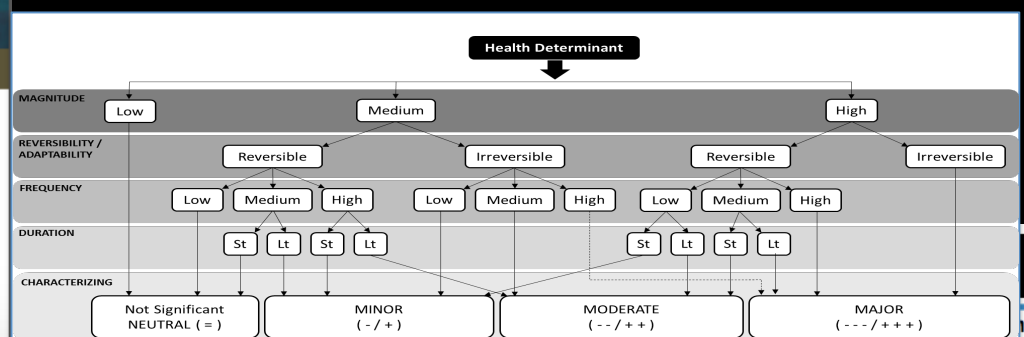 Health Determinant
MAGNITUDE
Low
Medium
High
REVERSIBILITY /
ADAPTABILITY
Reversible
Irreversible
Reversible
Irreversible
FREQUENCY
Low
Medium
High
Low
Medium
High
Low
Medium
High
DURATION
St
Lt
St
Lt
St
Lt
St
Lt
CHARACTERIZING
Not Significant
NEUTRAL ( = )
MINOR
( - / + )
MODERATE
( - - / + + )
MAJOR
( - - - / + + + )